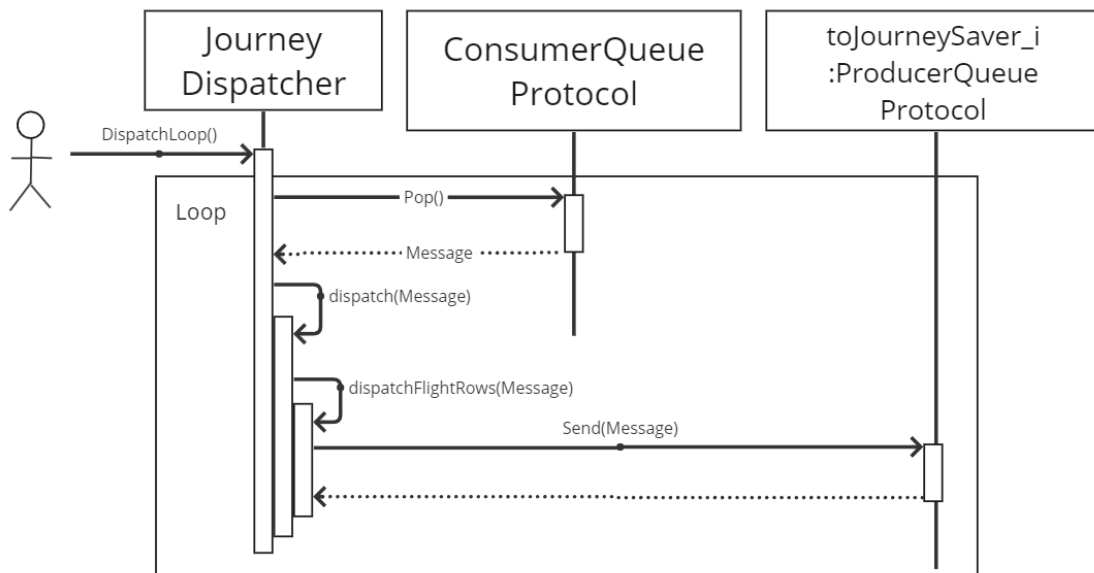 Journey
Dispatcher
ConsumerQueue
Protocol
toJourneySaver_i
:ProducerQueue
Protocol
DispatchLoop()
Loop
Pop()
Message
dispatch(Message)
dispatchFlightRows(Message)
Send(Message)